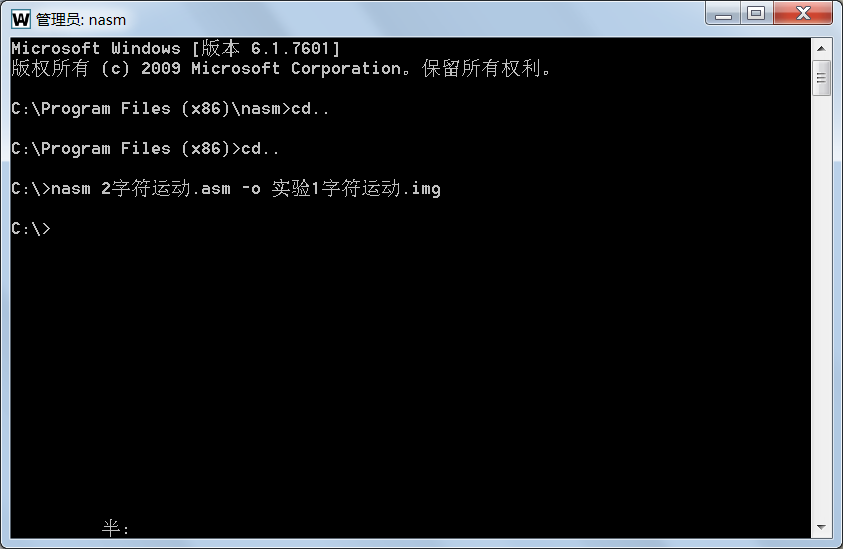 管理员: nasm
Microsoft Windows [版本 6.1.7601]
版权所有 (c) 2009 Microsoft Corporation。保留所有权利。
C:\Program Files (x86)\nasm>cd..
C:\Program Files (x86)>cd..
C:\>nasm 2字符运动.asm -o 实验1字符运动.img
C:\>
半: